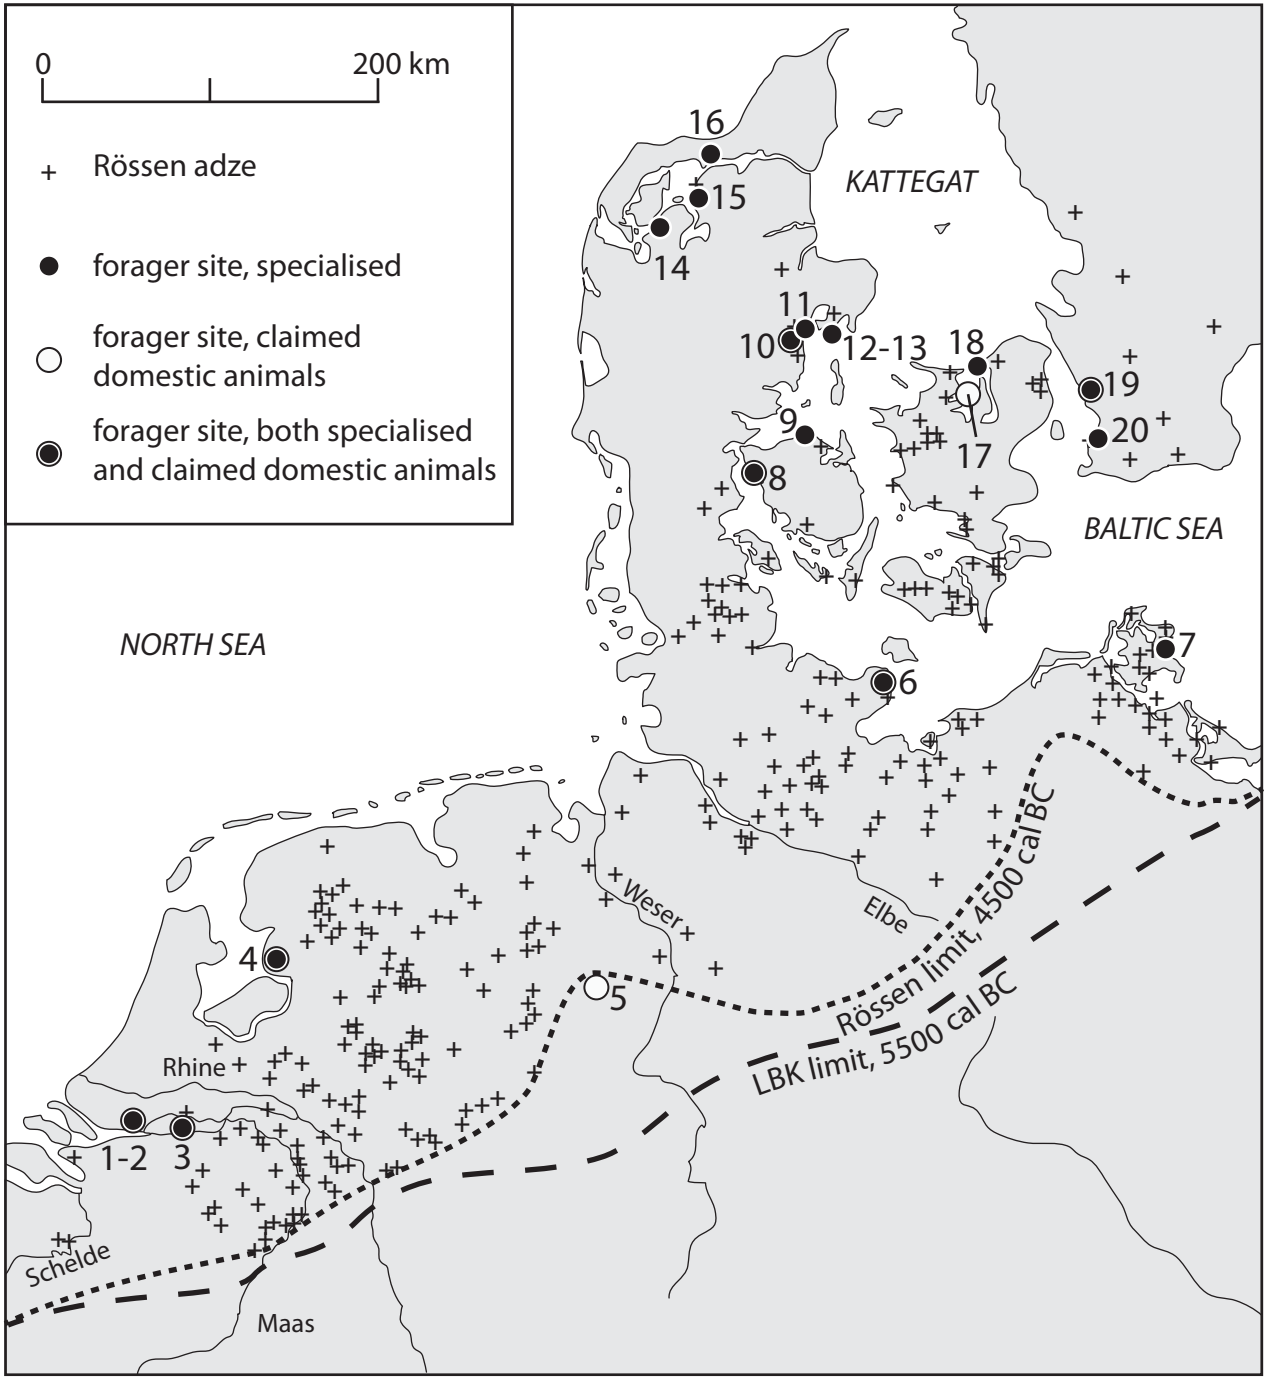 0
200 km
Rössen adze
forager site, specialised
forager site, claimed
domestic animals
forager site, both specialised
and claimed domestic animals
16
KATTEGAT
15
14
11
10
12-13
18
19
9
20
17
8
BALTIC SEA
NORTH SEA
7
6
Weser
Elbe
4
5
Rössen limit, 4500 cal BC
LBK limit, 5500 cal BC
Rhine
1-2
3
Schelde
Maas